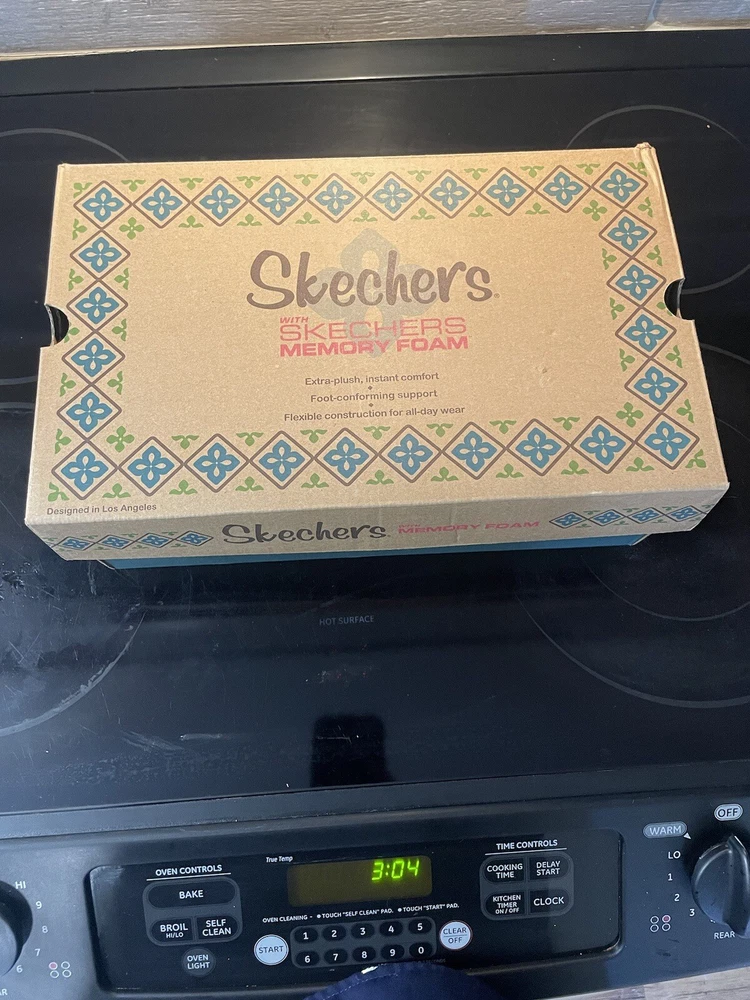 Skechers®
WITH
SKECHERS
MEMORY FOAM
Extra-plush, instant comfort
Foot-conforming support
Flexible construction for all-day wear
Designed in Los Angeles
Skechers® WITH SKECHERS MEMORY FOAM
HOT SURFACE
OFF
WARM
LO
1
2
3
REAR
HI
9
8
7
6
AR
True Temp
3:04
OVEN CONTROLS
BAKE
BROIL
HI/LO
SELF
CLEAN
OVEN
LIGHT
TIME CONTROLS
COOKING
TIME
DELAY
START
KITCHEN
TIMER
ON / OFF
CLOCK
OVEN CLEANING - • TOUCH "SELF CLEAN" PAD. • TOUCH "START" PAD.
START
1 2 3 4 5
6 7 8 9 0
CLEAR
OFF